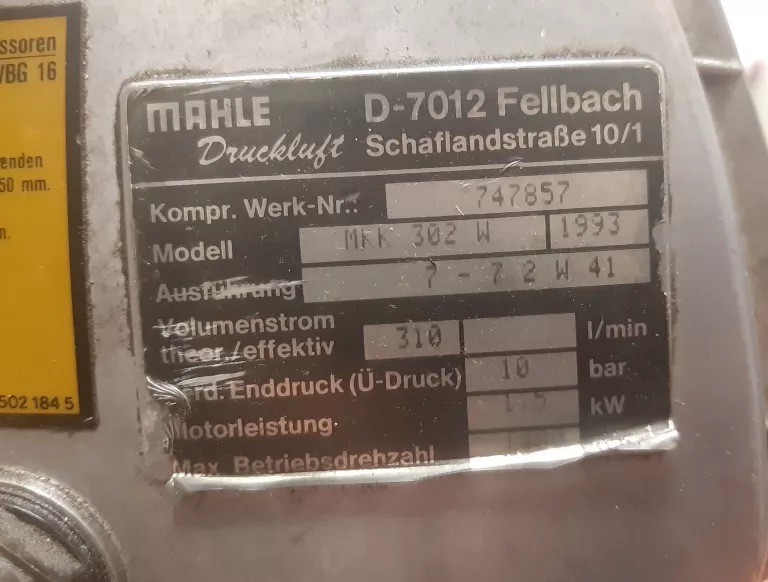 ssoren
VBG 16
enden
50 mm.
n.
502 184 5
MAHLE
Druckluft
D-7012 Fellbach
Schaflandstraße 10/1
Kompr. Werk-Nr.: 747857
Modell MKK 302 W 1993
Ausführung 7 - 7 2 W 41
Volumenstrom
theor./effektiv 310 l/min
Enddruck (Ü-Druck) 10 bar
Motorleistung kW
Max. Betriebsdrehzahl